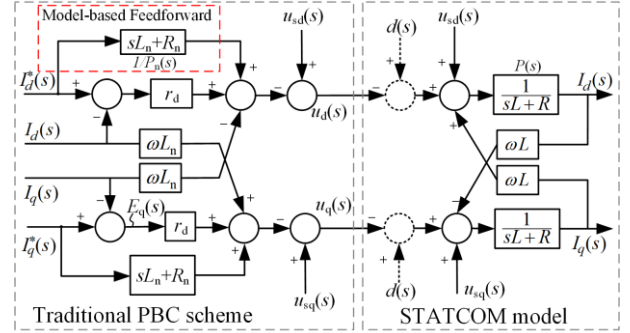 Model-based Feedforward
sLₙ+Rₙ
1/Pₙ(s)
I*d(s)
rd
usd(s)
ud(s)
Id(s)
ωLₙ
Iq(s)
ωLₙ
Eq(s)
rd
I*q(s)
sLₙ+Rₙ
uq(s)
usq(s)
Traditional PBC scheme
d(s)
usd(s)
P(s)
1
sL+R
Id(s)
ωL
ωL
1
sL+R
Iq(s)
d(s)
usq(s)
STATCOM model